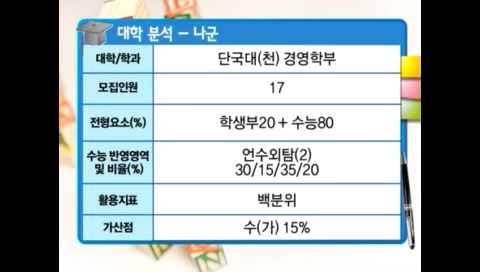 대학 분석 – 나군
대학/학과
단국대(천) 경영학부
모집인원
17
전형요소(%)
학생부20 + 수능80
수능 반영영역
및 비율(%)
언수외탐(2)
30/15/35/20
활용지표
백분위
가산점
수(가) 15%